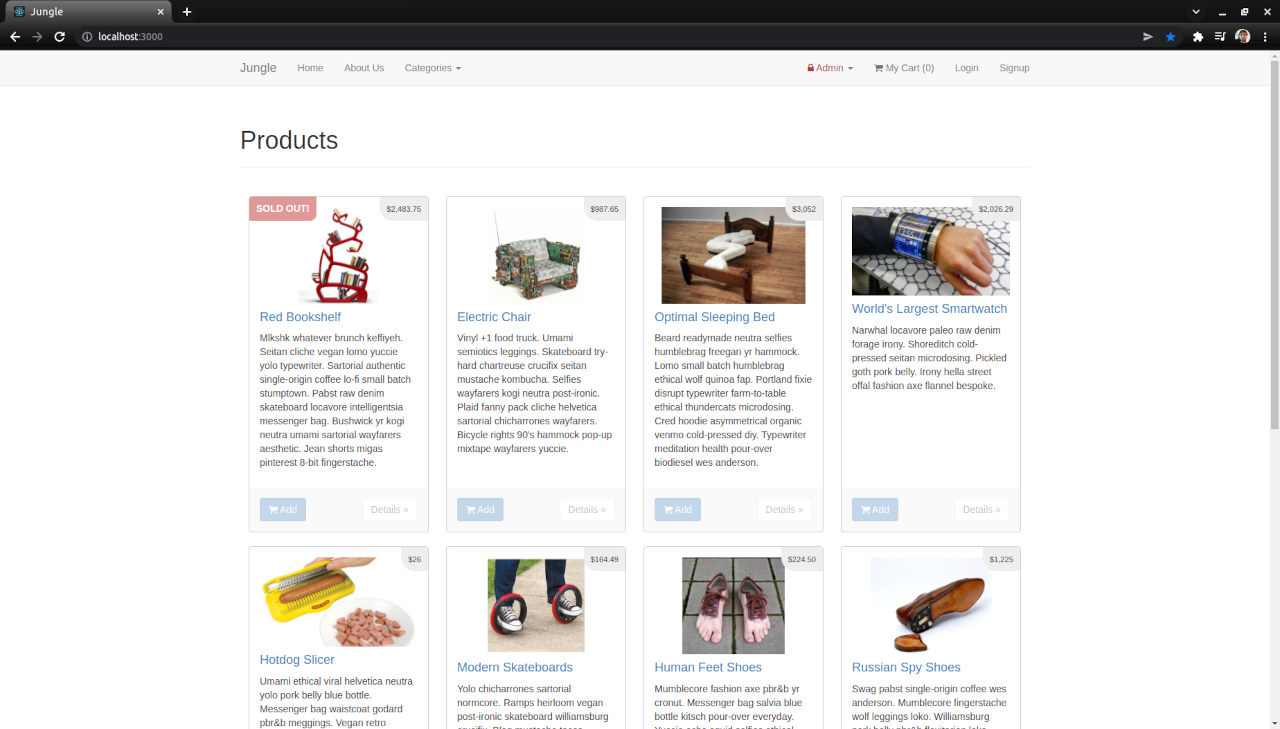 Jungle
localhost:3000
Jungle Home About Us Categories Admin My Cart (0) Login Signup
Products
SOLD OUT!
$2,483.75
Red Bookshelf
Mlkshk whatever brunch keffiyeh.
Seitan cliche vegan lomo yuccie
yolo typewriter. Sartorial authentic
single-origin coffee lo-fi small batch
stumptown. Pabst raw denim
skateboard locavore intelligentsia
messenger bag. Bushwick yr kogi
neutra umami sartorial wayfarers
aesthetic. Jean shorts migas
pinterest 8-bit fingerstache.
Add Details »
$987.65
Electric Chair
Vinyl +1 food truck. Umami
semiotics leggings. Skateboard try-
hard chartreuse crucifix seitan
mustache kombucha. Selfies
wayfarers kogi neutra post-ironic.
Plaid fanny pack cliche helvetica
sartorial chicharrones wayfarers.
Bicycle rights 90's hammock pop-up
mixtape wayfarers yuccie.
Add Details »
$3,052
Optimal Sleeping Bed
Beard readymade neutra selfies
humblebrag freegan yr hammock.
Lomo small batch humblebrag
ethical wolf quinoa fap. Portland fixie
disrupt typewriter farm-to-table
ethical thundercats microdosing.
Cred hoodie asymmetrical organic
venmo cold-pressed diy. Typewriter
meditation health pour-over
biodiesel wes anderson.
Add Details »
$2,026.29
World's Largest Smartwatch
Narwhal locavore paleo raw denim
forage irony. Shoreditch cold-
pressed seitan microdosing. Pickled
goth pork belly. Irony hella street
offal fashion axe flannel bespoke.
Add Details »
$26
Hotdog Slicer
Umami ethical viral helvetica neutra
yolo pork belly blue bottle.
Messenger bag waistcoat godard
pbr&b meggings. Vegan retro
$164.49
Modern Skateboards
Yolo chicharrones sartorial
normcore. Ramps heirloom vegan
post-ironic skateboard williamsburg
$224.50
Human Feet Shoes
Mumblecore fashion axe pbr&b yr
cronut. Messenger bag salvia blue
bottle kitsch pour-over everyday.
$1,225
Russian Spy Shoes
Swag pabst single-origin coffee wes
anderson. Mumblecore fingerstache
wolf leggings loko. Williamsburg